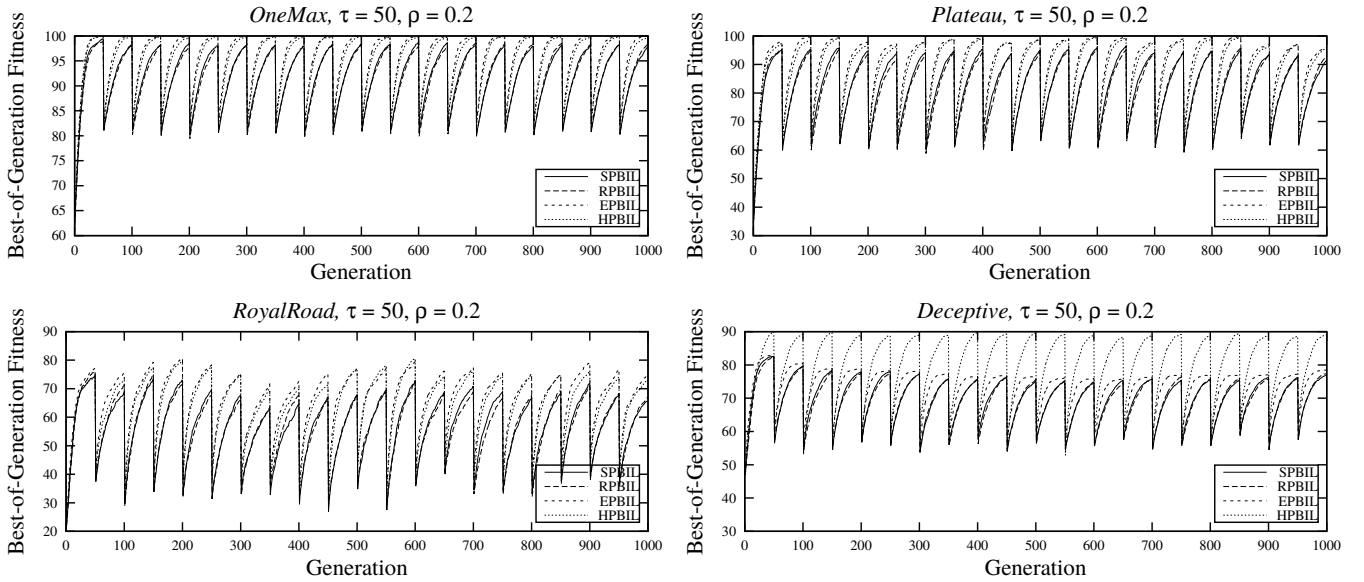 OneMax, τ = 50, ρ = 0.2
Best-of-Generation Fitness
100
95
90
85
80
75
70
65
60
SPBIL
RPBIL
EPBIL
HPBIL
0 100 200 300 400 500 600 700 800 900 1000
Generation
Plateau, τ = 50, ρ = 0.2
Best-of-Generation Fitness
100
90
80
70
60
50
40
30
SPBIL
RPBIL
EPBIL
HPBIL
0 100 200 300 400 500 600 700 800 900 1000
Generation
RoyalRoad, τ = 50, ρ = 0.2
Best-of-Generation Fitness
90
80
70
60
50
40
30
20
SPBIL
RPBIL
EPBIL
HPBIL
0 100 200 300 400 500 600 700 800 900 1000
Generation
Deceptive, τ = 50, ρ = 0.2
Best-of-Generation Fitness
90
80
70
60
50
40
30
SPBIL
RPBIL
EPBIL
HPBIL
0 100 200 300 400 500 600 700 800 900 1000
Generation